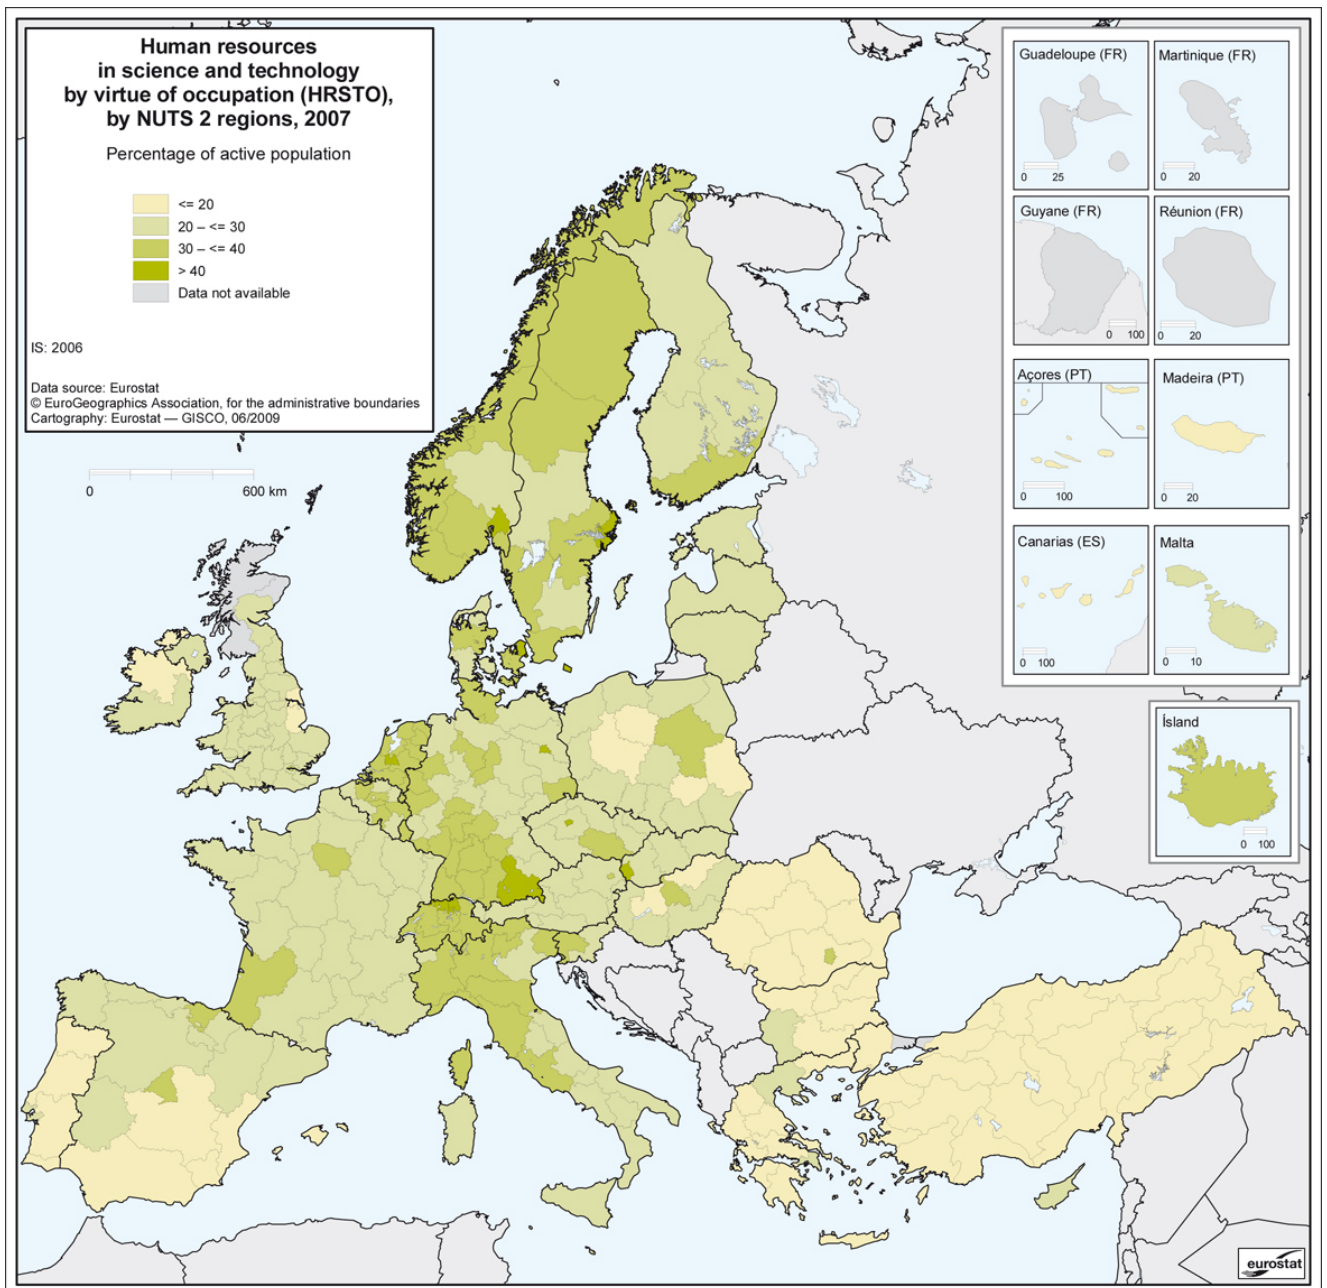 Human resources
in science and technology
by virtue of occupation (HRSTO),
by NUTS 2 regions, 2007
Percentage of active population
<= 20
20 – <= 30
30 – <= 40
> 40
Data not available
IS: 2006
Data source: Eurostat
© EuroGeographics Association, for the administrative boundaries
Cartography: Eurostat — GISCO, 06/2009
0 600 km
Guadeloupe (FR)
0 25
Martinique (FR)
0 20
Guyane (FR)
0 100
Réunion (FR)
0 20
Açores (PT)
0 100
Madeira (PT)
0 20
Canarias (ES)
0 100
Malta
0 10
Ísland
0 100
eurostat